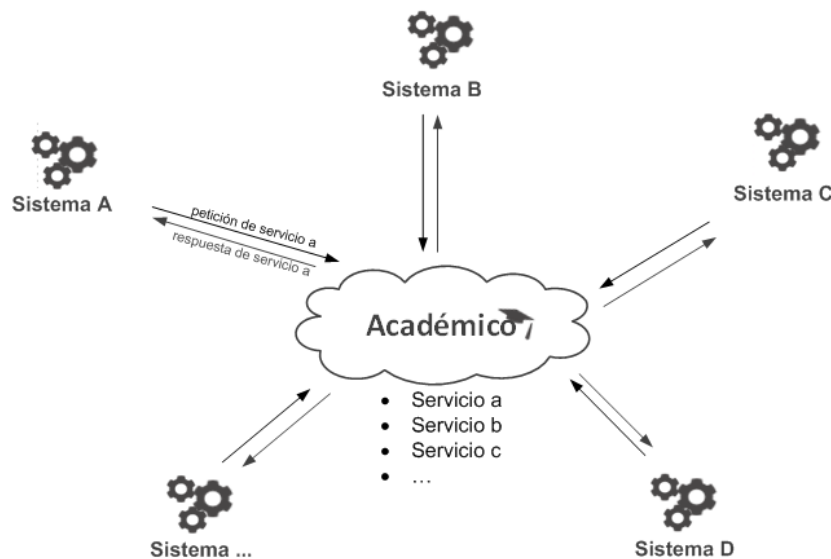 Sistema B
Sistema A
Sistema C
petición de servicio a
respuesta de servicio a
Académico
• Servicio a
• Servicio b
• Servicio c
• ...
Sistema ...
Sistema D